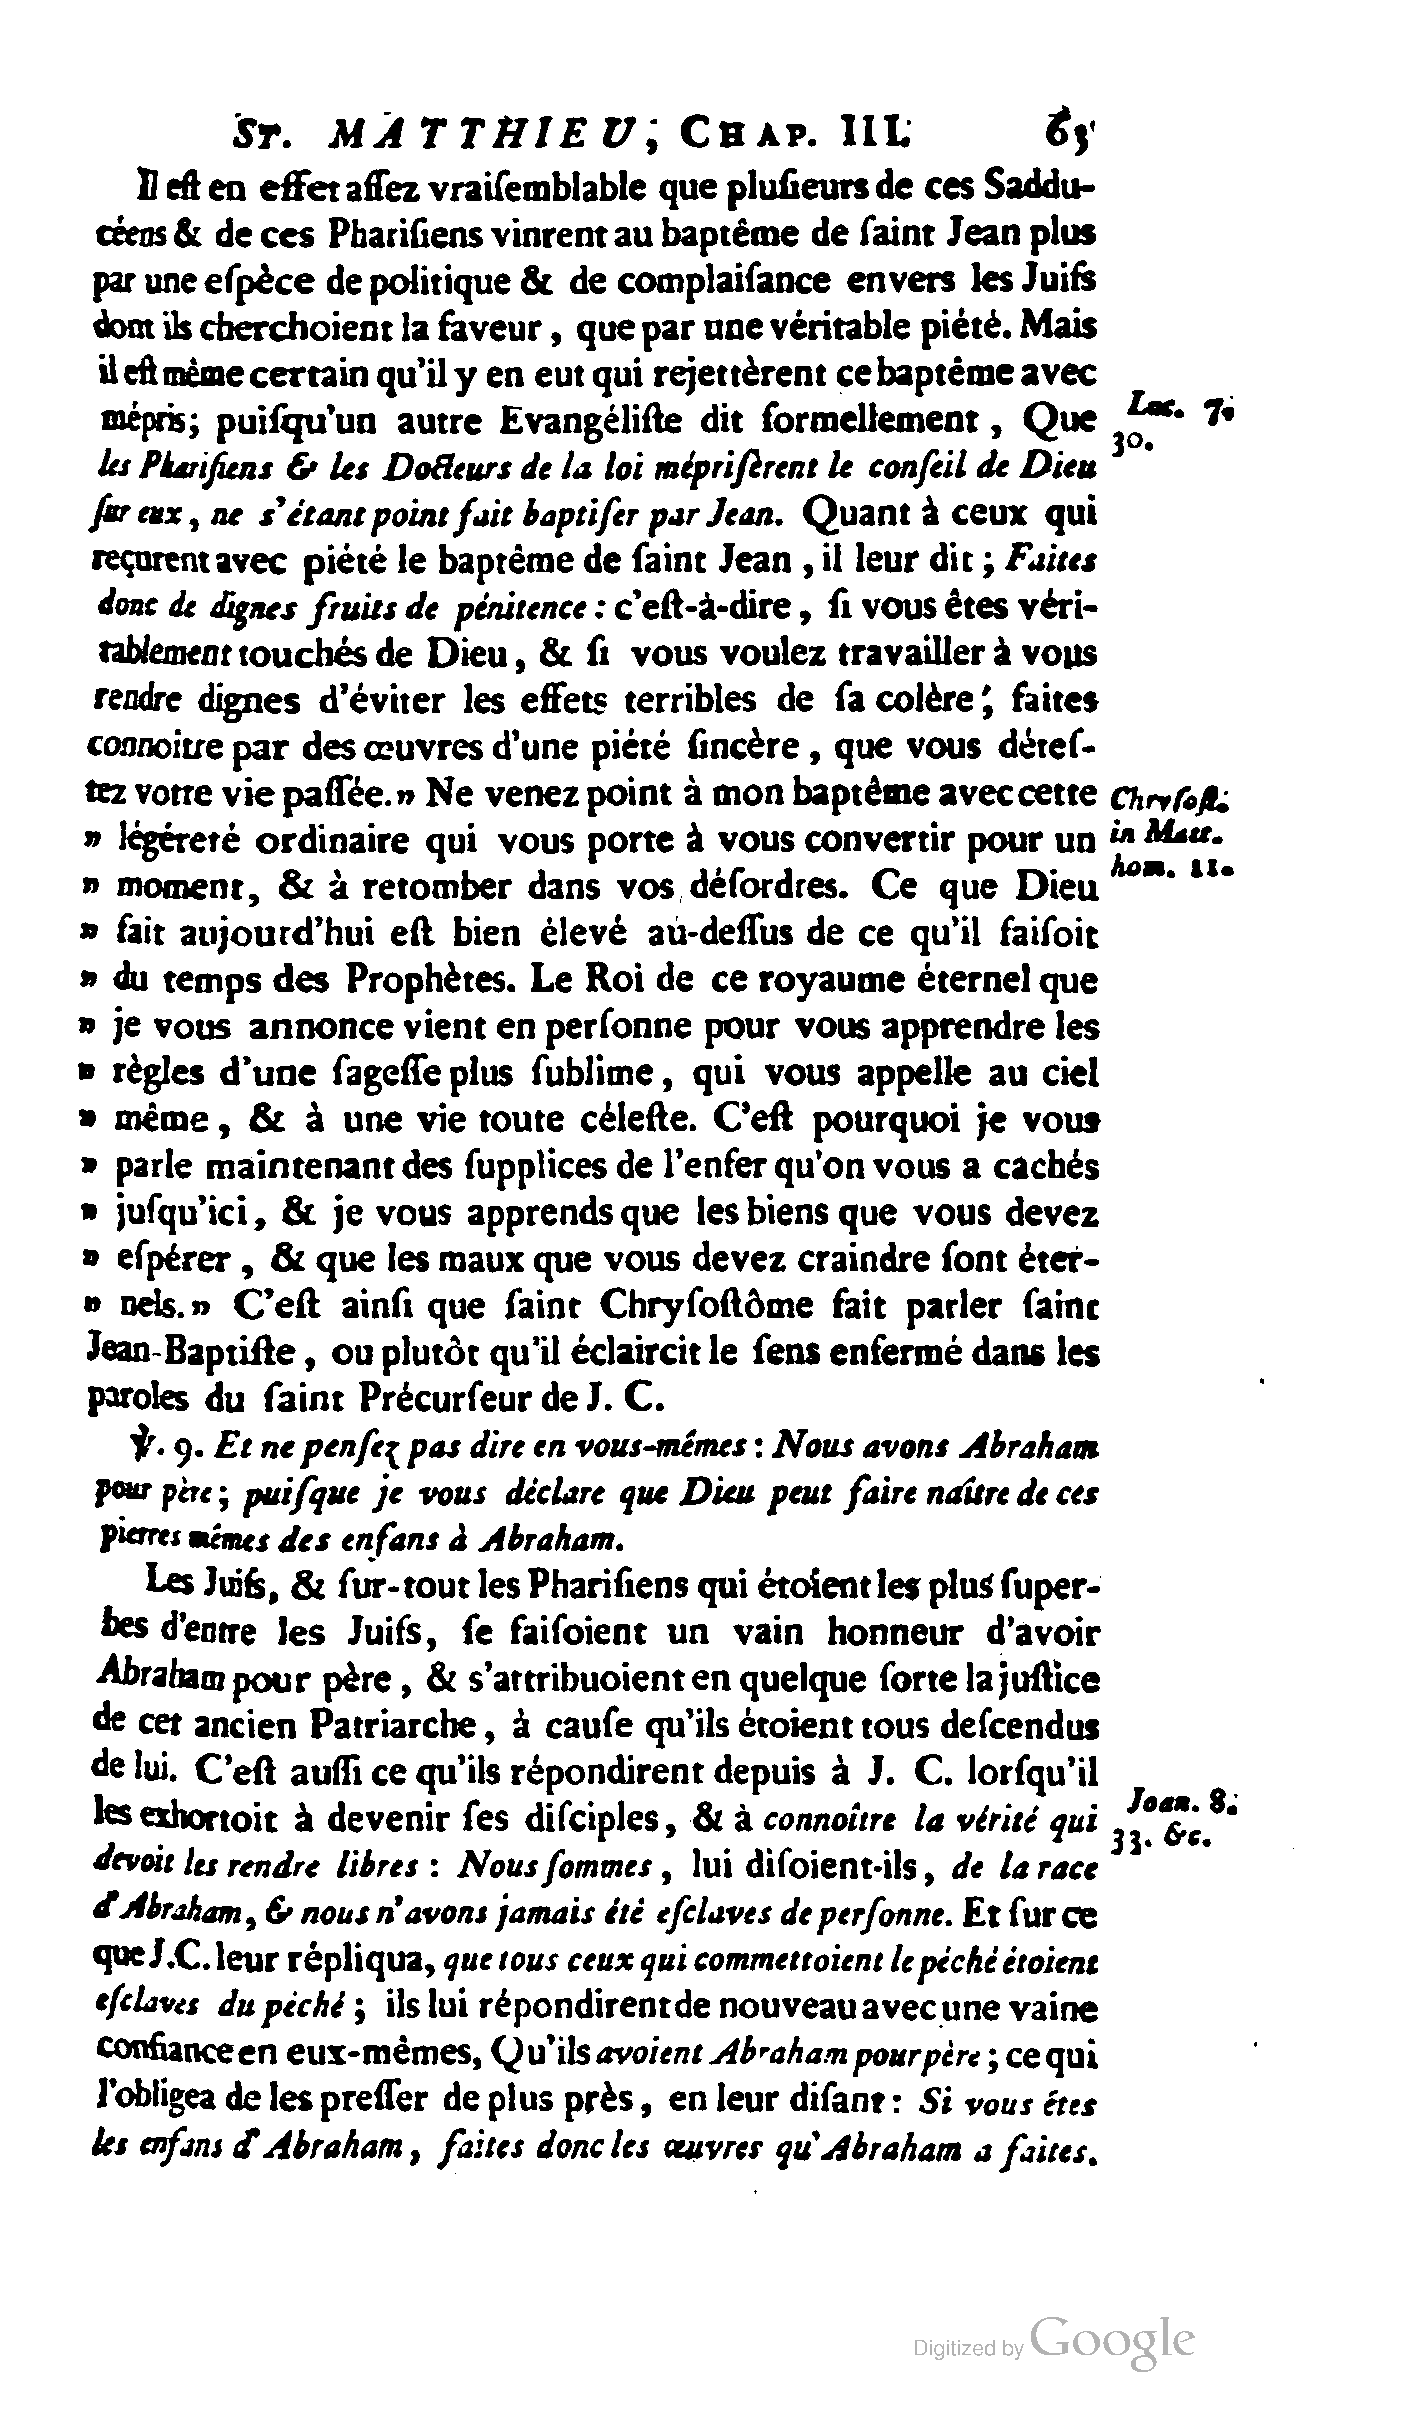 St. MATTHIEU, CHAP. III. 65
Il eſt en effet aſſez vraiſemblable que pluſieurs de ces Saddu-
céens & de ces Phariſiens vinrent au baptême de ſaint Jean plus
par une eſpèce de politique & de complaiſance envers les Juifs
dont ils cherchoient la faveur, que par une véritable piété. Mais
il eſt même certain qu'il y en eut qui rejettèrent ce baptême avec
mépris; puiſqu'un autre Evangéliſte dit formellement, Que
Luc. 7.
30.
les Phariſiens & les Docteurs de la loi mépriſèrent le conſeil de Dieu
ſur eux, ne s'étant point fait baptiſer par Jean. Quant à ceux qui
reçurent avec piété le baptême de ſaint Jean, il leur dit; Faites
donc de dignes fruits de pénitence: c'eſt-à-dire, ſi vous êtes véri-
tablement touchés de Dieu, & ſi vous voulez travailler à vous
rendre dignes d'éviter les effets terribles de ſa colère; faites
connoitre par des œuvres d'une piété ſincère, que vous déteſ-
tez votre vie paſſée. » Ne venez point à mon baptême avec cette
Chryſoſt.
in Matt.
hom. 11.
» légéreté ordinaire qui vous porte à vous convertir pour un
» moment, & à retomber dans vos déſordres. Ce que Dieu
» fait aujourd'hui eſt bien élevé au-deſſus de ce qu'il faiſoit
» du temps des Prophètes. Le Roi de ce royaume éternel que
» je vous annonce vient en perſonne pour vous apprendre les
» règles d'une ſageſſe plus ſublime, qui vous appelle au ciel
» même, & à une vie toute céleſte. C'eſt pourquoi je vous
» parle maintenant des ſupplices de l'enfer qu'on vous a cachés
» juſqu'ici, & je vous apprends que les biens que vous devez
» eſpérer, & que les maux que vous devez craindre ſont éter-
» nels. » C'eſt ainſi que ſaint Chryſoſtôme fait parler ſaint
Jean-Baptiſte, ou plutôt qu'il éclaircit le ſens enfermé dans les
paroles du ſaint Précurſeur de J. C.
℣. 9. Et ne penſez pas dire en vous-mêmes: Nous avons Abraham
pour père; puiſque je vous déclare que Dieu peut faire naître de ces
pierres mêmes des enfans à Abraham.
Les Juifs, & ſur-tout les Phariſiens qui étoient les plus ſuper-
bes d'entre les Juifs, ſe faiſoient un vain honneur d'avoir
Abraham pour père, & s'attribuoient en quelque ſorte la juſtice
de cet ancien Patriarche, à cauſe qu'ils étoient tous deſcendus
de lui. C'eſt auſſi ce qu'ils répondirent depuis à J. C. lorſqu'il
les exhortoit à devenir ſes diſciples, & à connoître la vérité qui
Joan. 8.
33. &c.
devoit les rendre libres: Nous ſommes, lui diſoient-ils, de la race
d'Abraham, & nous n'avons jamais été eſclaves de perſonne. Et ſur ce
que J.C. leur répliqua, que tous ceux qui commettoient le péché étoient
eſclaves du péché; ils lui répondirent de nouveau avec une vaine
confiance en eux-mêmes, Qu'ils avoient Abraham pour père; ce qui
l'obligea de les preſſer de plus près, en leur diſant: Si vous êtes
les enfans d'Abraham, faites donc les œuvres qu'Abraham a faites.
Digitized by Google